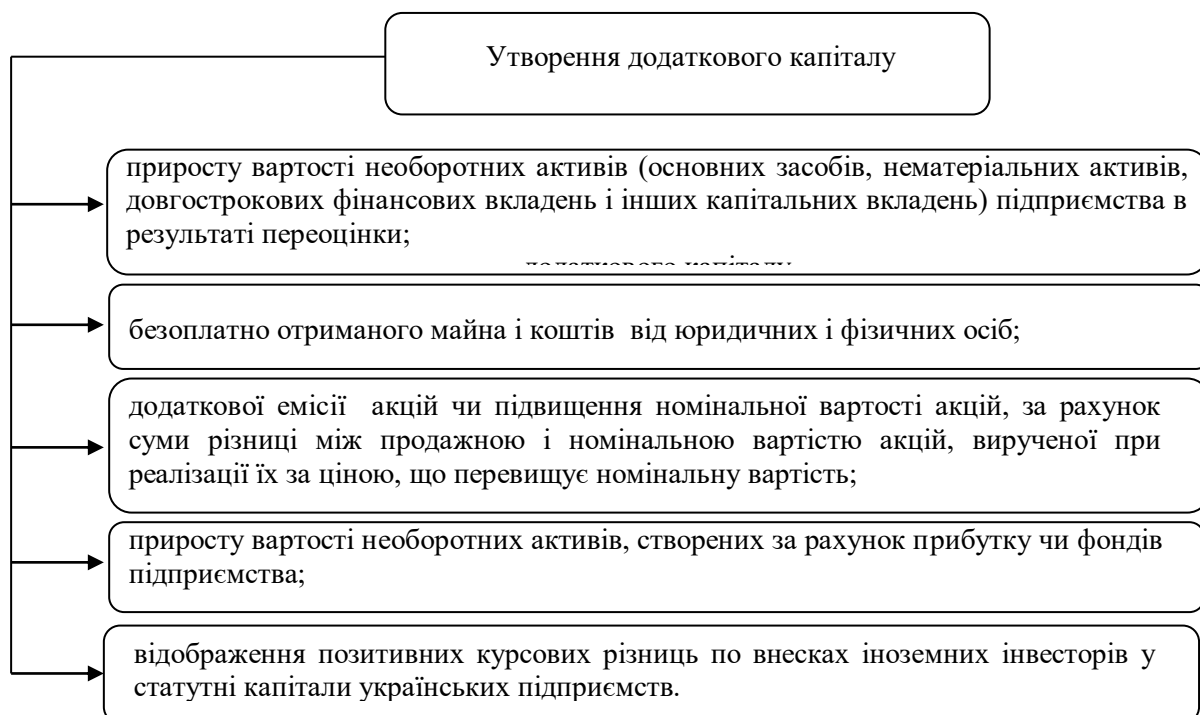 Утворення додаткового капіталу
приросту вартості необоротних активів (основних засобів, нематеріальних активів,
довгострокових фінансових вкладень і інших капітальних вкладень) підприємства в
результаті переоцінки;
додаткового капіталу
безоплатно отриманого майна і коштів від юридичних і фізичних осіб;
додаткової емісії акцій чи підвищення номінальної вартості акцій, за рахунок
суми різниці між продажною і номінальною вартістю акцій, вирученої при
реалізації їх за ціною, що перевищує номінальну вартість;
приросту вартості необоротних активів, створених за рахунок прибутку чи фондів
підприємства;
відображення позитивних курсових різниць по внесках іноземних інвесторів у
статутні капітали українських підприємств.